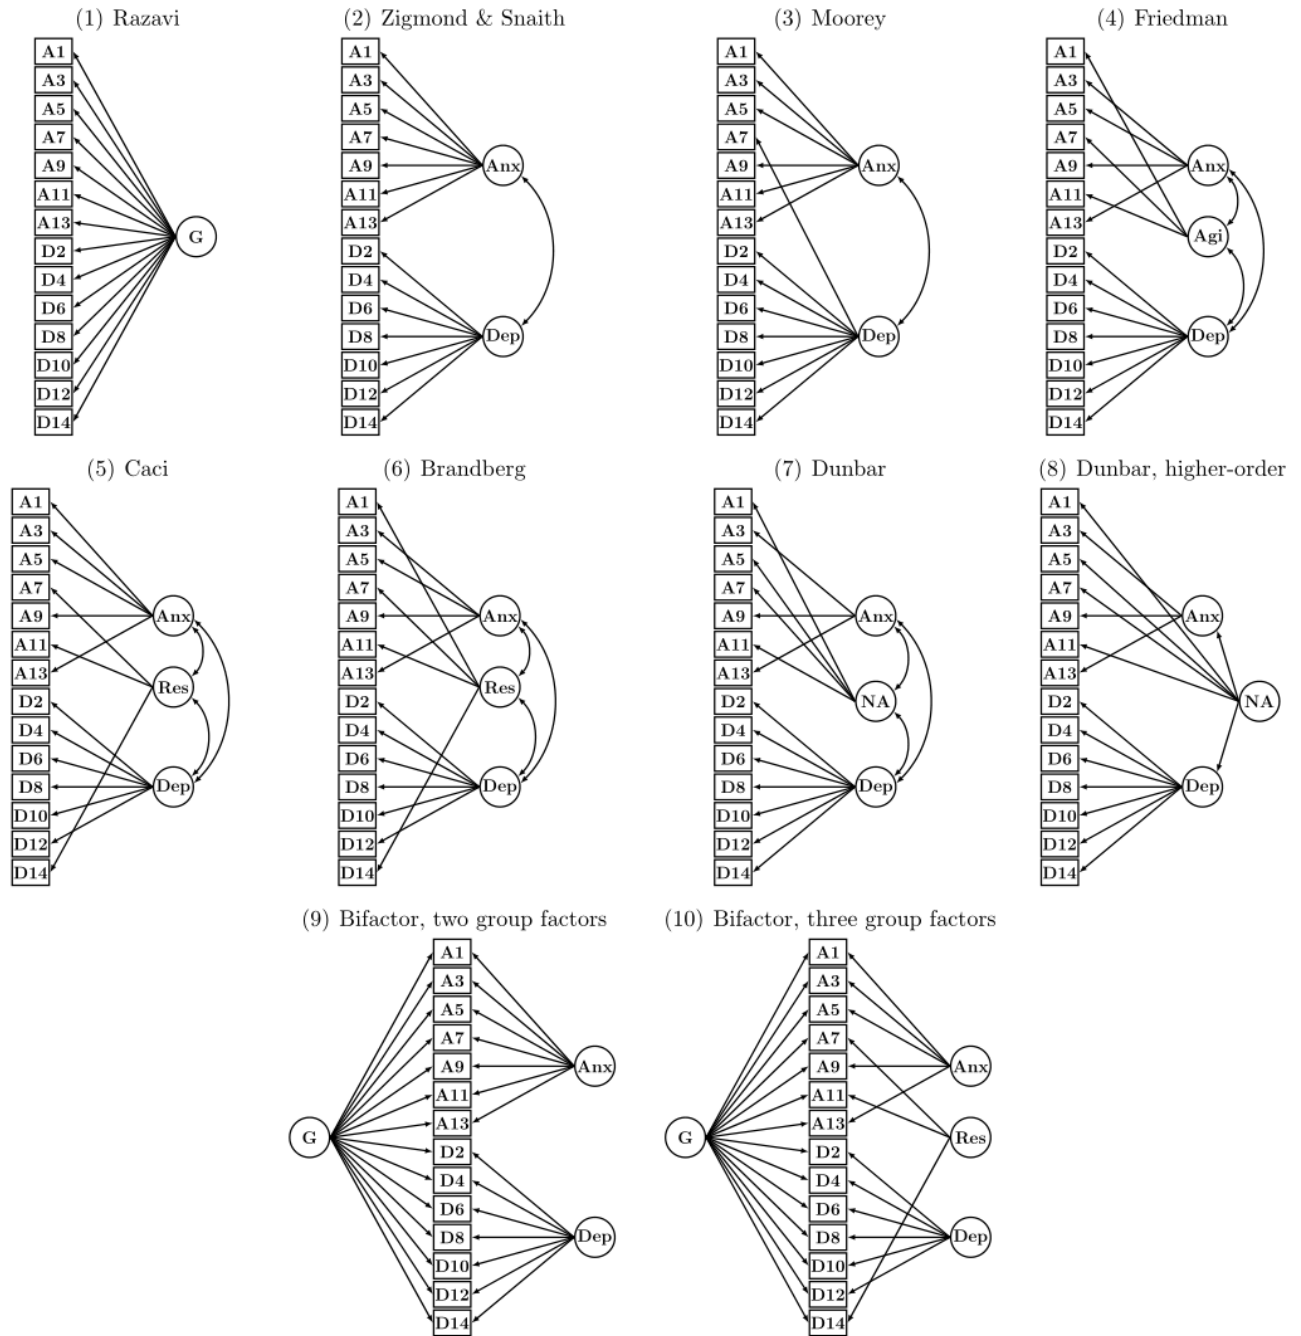 (1) Razavi
A1
A3
A5
A7
A9
A11
A13
D2
D4
D6
D8
D10
D12
D14
G
(2) Zigmond & Snaith
A1
A3
A5
A7
A9
A11
A13
D2
D4
D6
D8
D10
D12
D14
Anx
Dep
(3) Moorey
A1
A3
A5
A7
A9
A11
A13
D2
D4
D6
D8
D10
D12
D14
Anx
Dep
(4) Friedman
A1
A3
A5
A7
A9
A11
A13
D2
D4
D6
D8
D10
D12
D14
Anx
Agi
Dep
(5) Caci
A1
A3
A5
A7
A9
A11
A13
D2
D4
D6
D8
D10
D12
D14
Anx
Res
Dep
(6) Brandberg
A1
A3
A5
A7
A9
A11
A13
D2
D4
D6
D8
D10
D12
D14
Anx
Res
Dep
(7) Dunbar
A1
A3
A5
A7
A9
A11
A13
D2
D4
D6
D8
D10
D12
D14
Anx
NA
Dep
(8) Dunbar, higher-order
A1
A3
A5
A7
A9
A11
A13
D2
D4
D6
D8
D10
D12
D14
Anx
NA
Dep
(9) Bifactor, two group factors
G
A1
A3
A5
A7
A9
A11
A13
D2
D4
D6
D8
D10
D12
D14
Anx
Dep
(10) Bifactor, three group factors
G
A1
A3
A5
A7
A9
A11
A13
D2
D4
D6
D8
D10
D12
D14
Anx
Res
Dep